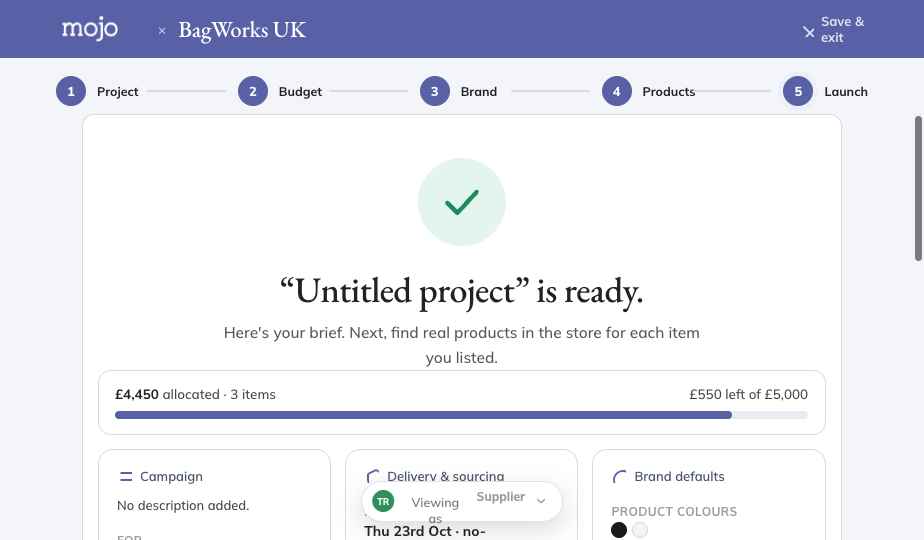 mojo × BagWorks UK
Save &
exit
1 Project 2 Budget 3 Brand 4 Products 5 Launch
“Untitled project” is ready.
Here's your brief. Next, find real products in the store for each item
you listed.
£4,450 allocated · 3 items £550 left of £5,000
Campaign
No description added.
FOR
Delivery & sourcing
Thu 23rd Oct · no-
Brand defaults
PRODUCT COLOURS
TR Viewing
as
Supplier